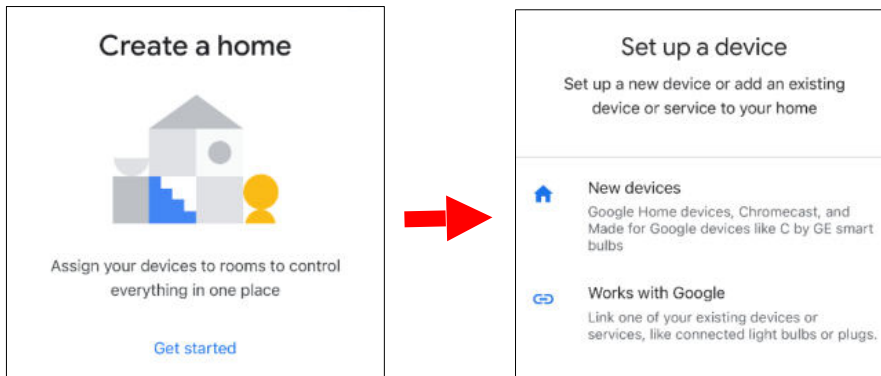 Create a home
Assign your devices to rooms to control
everything in one place
Get started
Set up a device
Set up a new device or add an existing
device or service to your home
New devices
Google Home devices, Chromecast, and
Made for Google devices like C by GE smart
bulbs
Works with Google
Link one of your existing devices or
services, like connected light bulbs or plugs.